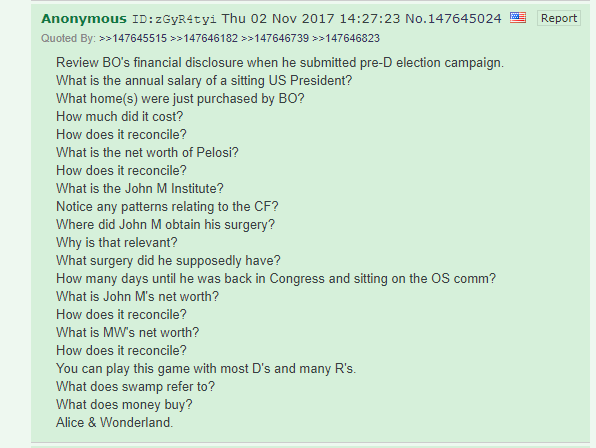 Anonymous ID:zGyR4tyi Thu 02 Nov 2017 14:27:23 No.147645024 Report
Quoted By: >>147645515 >>147646182 >>147646739 >>147646823
Review BO's financial disclosure when he submitted pre-D election campaign.
What is the annual salary of a sitting US President?
What home(s) were just purchased by BO?
How much did it cost?
How does it reconcile?
What is the net worth of Pelosi?
How does it reconcile?
What is the John M Institute?
Notice any patterns relating to the CF?
Where did John M obtain his surgery?
Why is that relevant?
What surgery did he supposedly have?
How many days until he was back in Congress and sitting on the OS comm?
What is John M's net worth?
How does it reconcile?
What is MW's net worth?
How does it reconcile?
You can play this game with most D's and many R's.
What does swamp refer to?
What does money buy?
Alice & Wonderland.